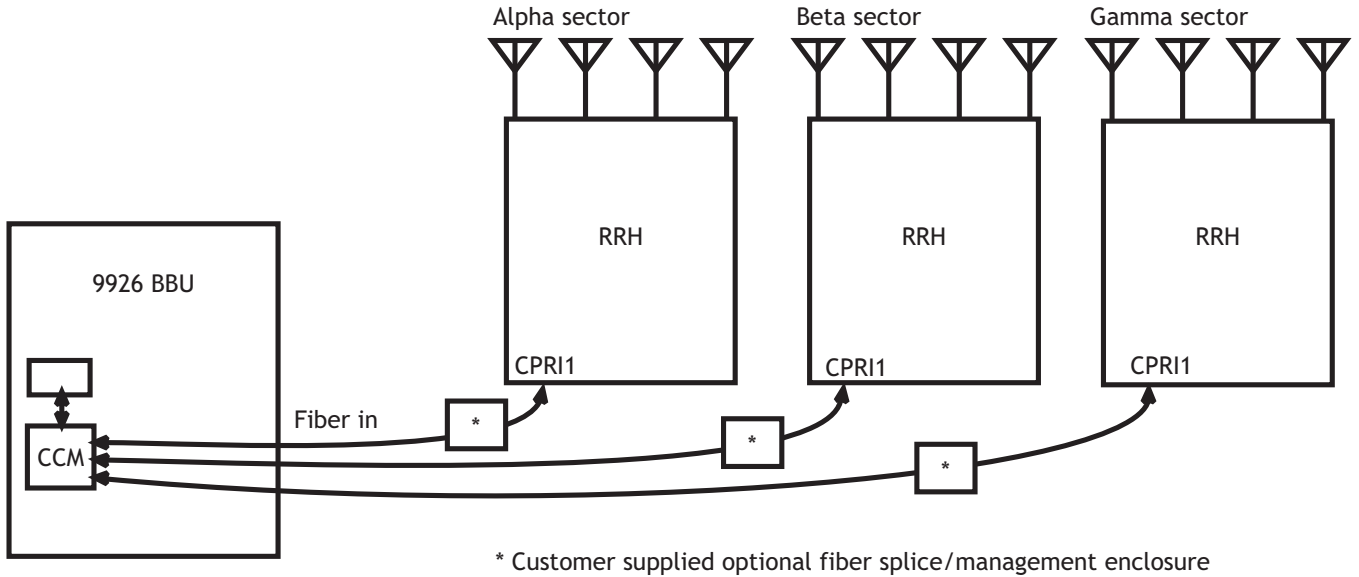 Alpha sector
Beta sector
Gamma sector
RRH
RRH
RRH
9926 BBU
CPRI1
CPRI1
CPRI1
Fiber in
*
*
*
CCM
* Customer supplied optional fiber splice/management enclosure